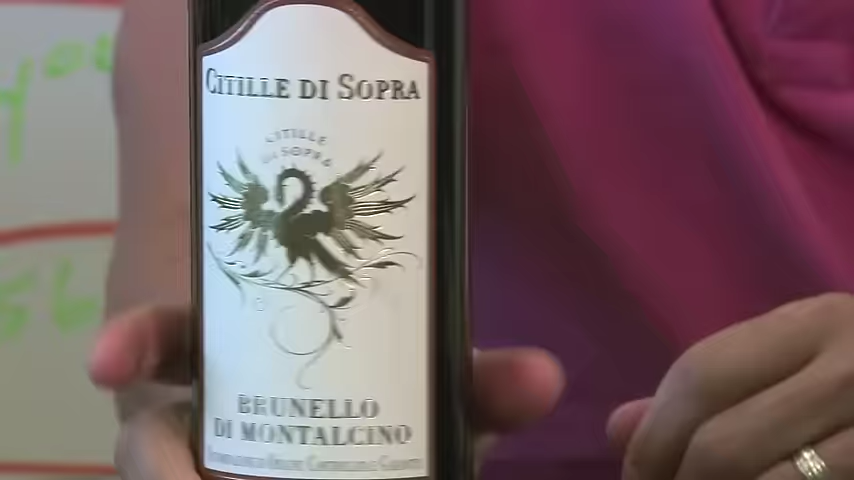 CITILLE DI SOPRA
CITILLE
DI SOPRA
BRUNELLO
DI MONTALCINO